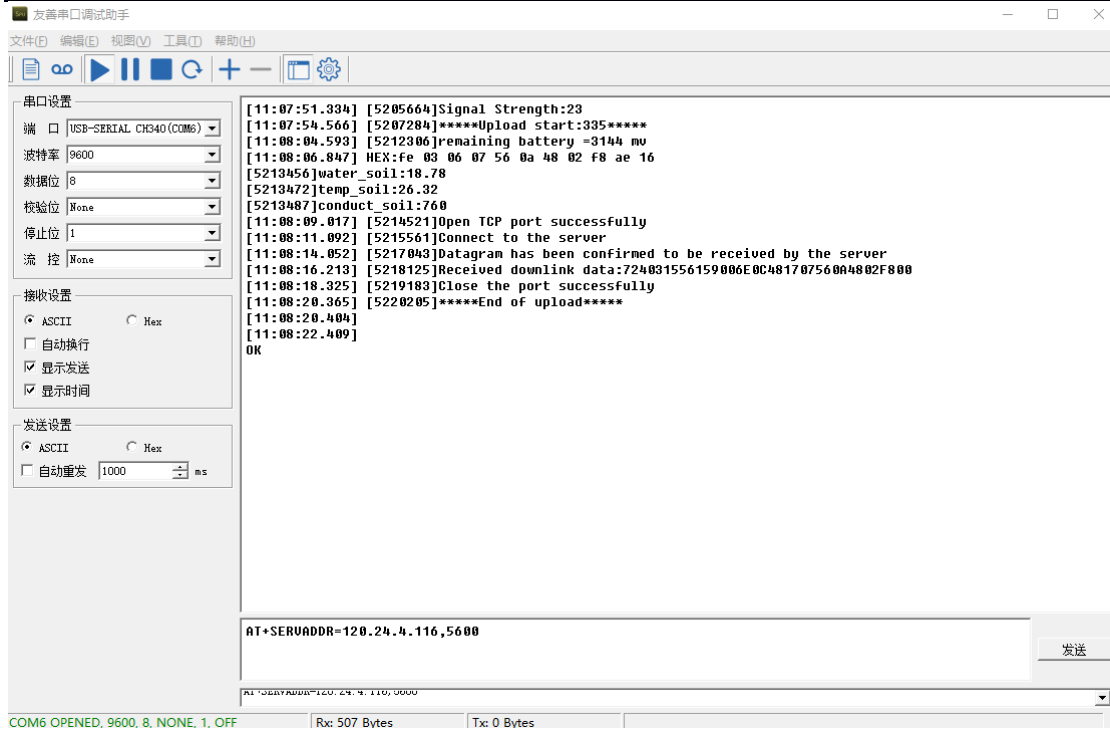 友善串口调试助手
文件(F) 编辑(E) 视图(V) 工具(T) 帮助(H)
串口设置
端 口 USB-SERIAL CH340(COM6)
波特率 9600
数据位 8
校验位 None
停止位 1
流 控 None
接收设置
ASCII Hex
自动换行
显示发送
显示时间
发送设置
ASCII Hex
自动重发 1000 ms
[11:07:51.334] [5205664]Signal Strength:23
[11:07:54.566] [5207284]*****Upload start:335*****
[11:08:04.593] [5212306]remaining battery =3144 mv
[11:08:06.847] HEX:fe 03 06 07 56 0a 48 02 f8 ae 16
[5213456]water_soil:18.78
[5213472]temp_soil:26.32
[5213487]conduct_soil:760
[11:08:09.017] [5214521]Open TCP port successfully
[11:08:11.092] [5215561]Connect to the server
[11:08:14.052] [5217043]Datagram has been confirmed to be received by the server
[11:08:16.213] [5218125]Received downlink data:724031556159006E0C481707560A4802F800
[11:08:18.325] [5219183]Close the port successfully
[11:08:20.365] [5220205]*****End of upload*****
[11:08:20.404]
[11:08:22.409]
OK
AT+SERVADDR=120.24.4.116,5600
发送
AT+SERVADDR=120.24.4.116,5600
COM6 OPENED, 9600, 8, NONE, 1, OFF Rx: 507 Bytes Tx: 0 Bytes